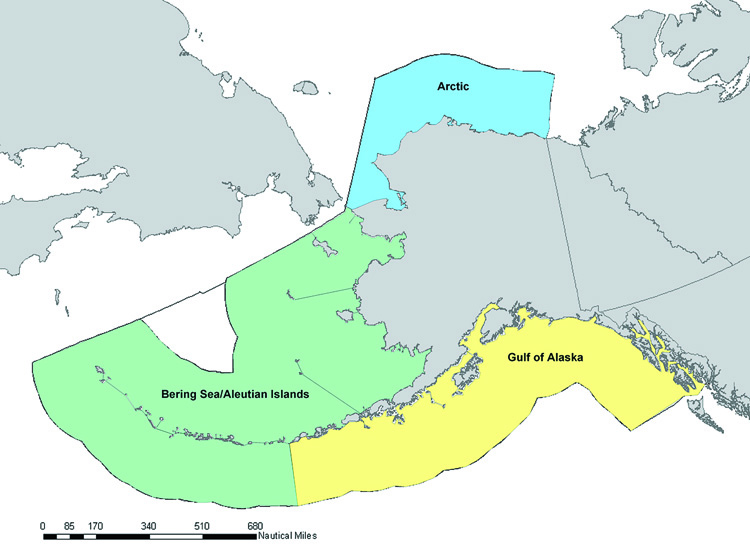 Arctic
Gulf of Alaska
Bering Sea/Aleutian Islands
0 85 170 340 510 680
Nautical Miles